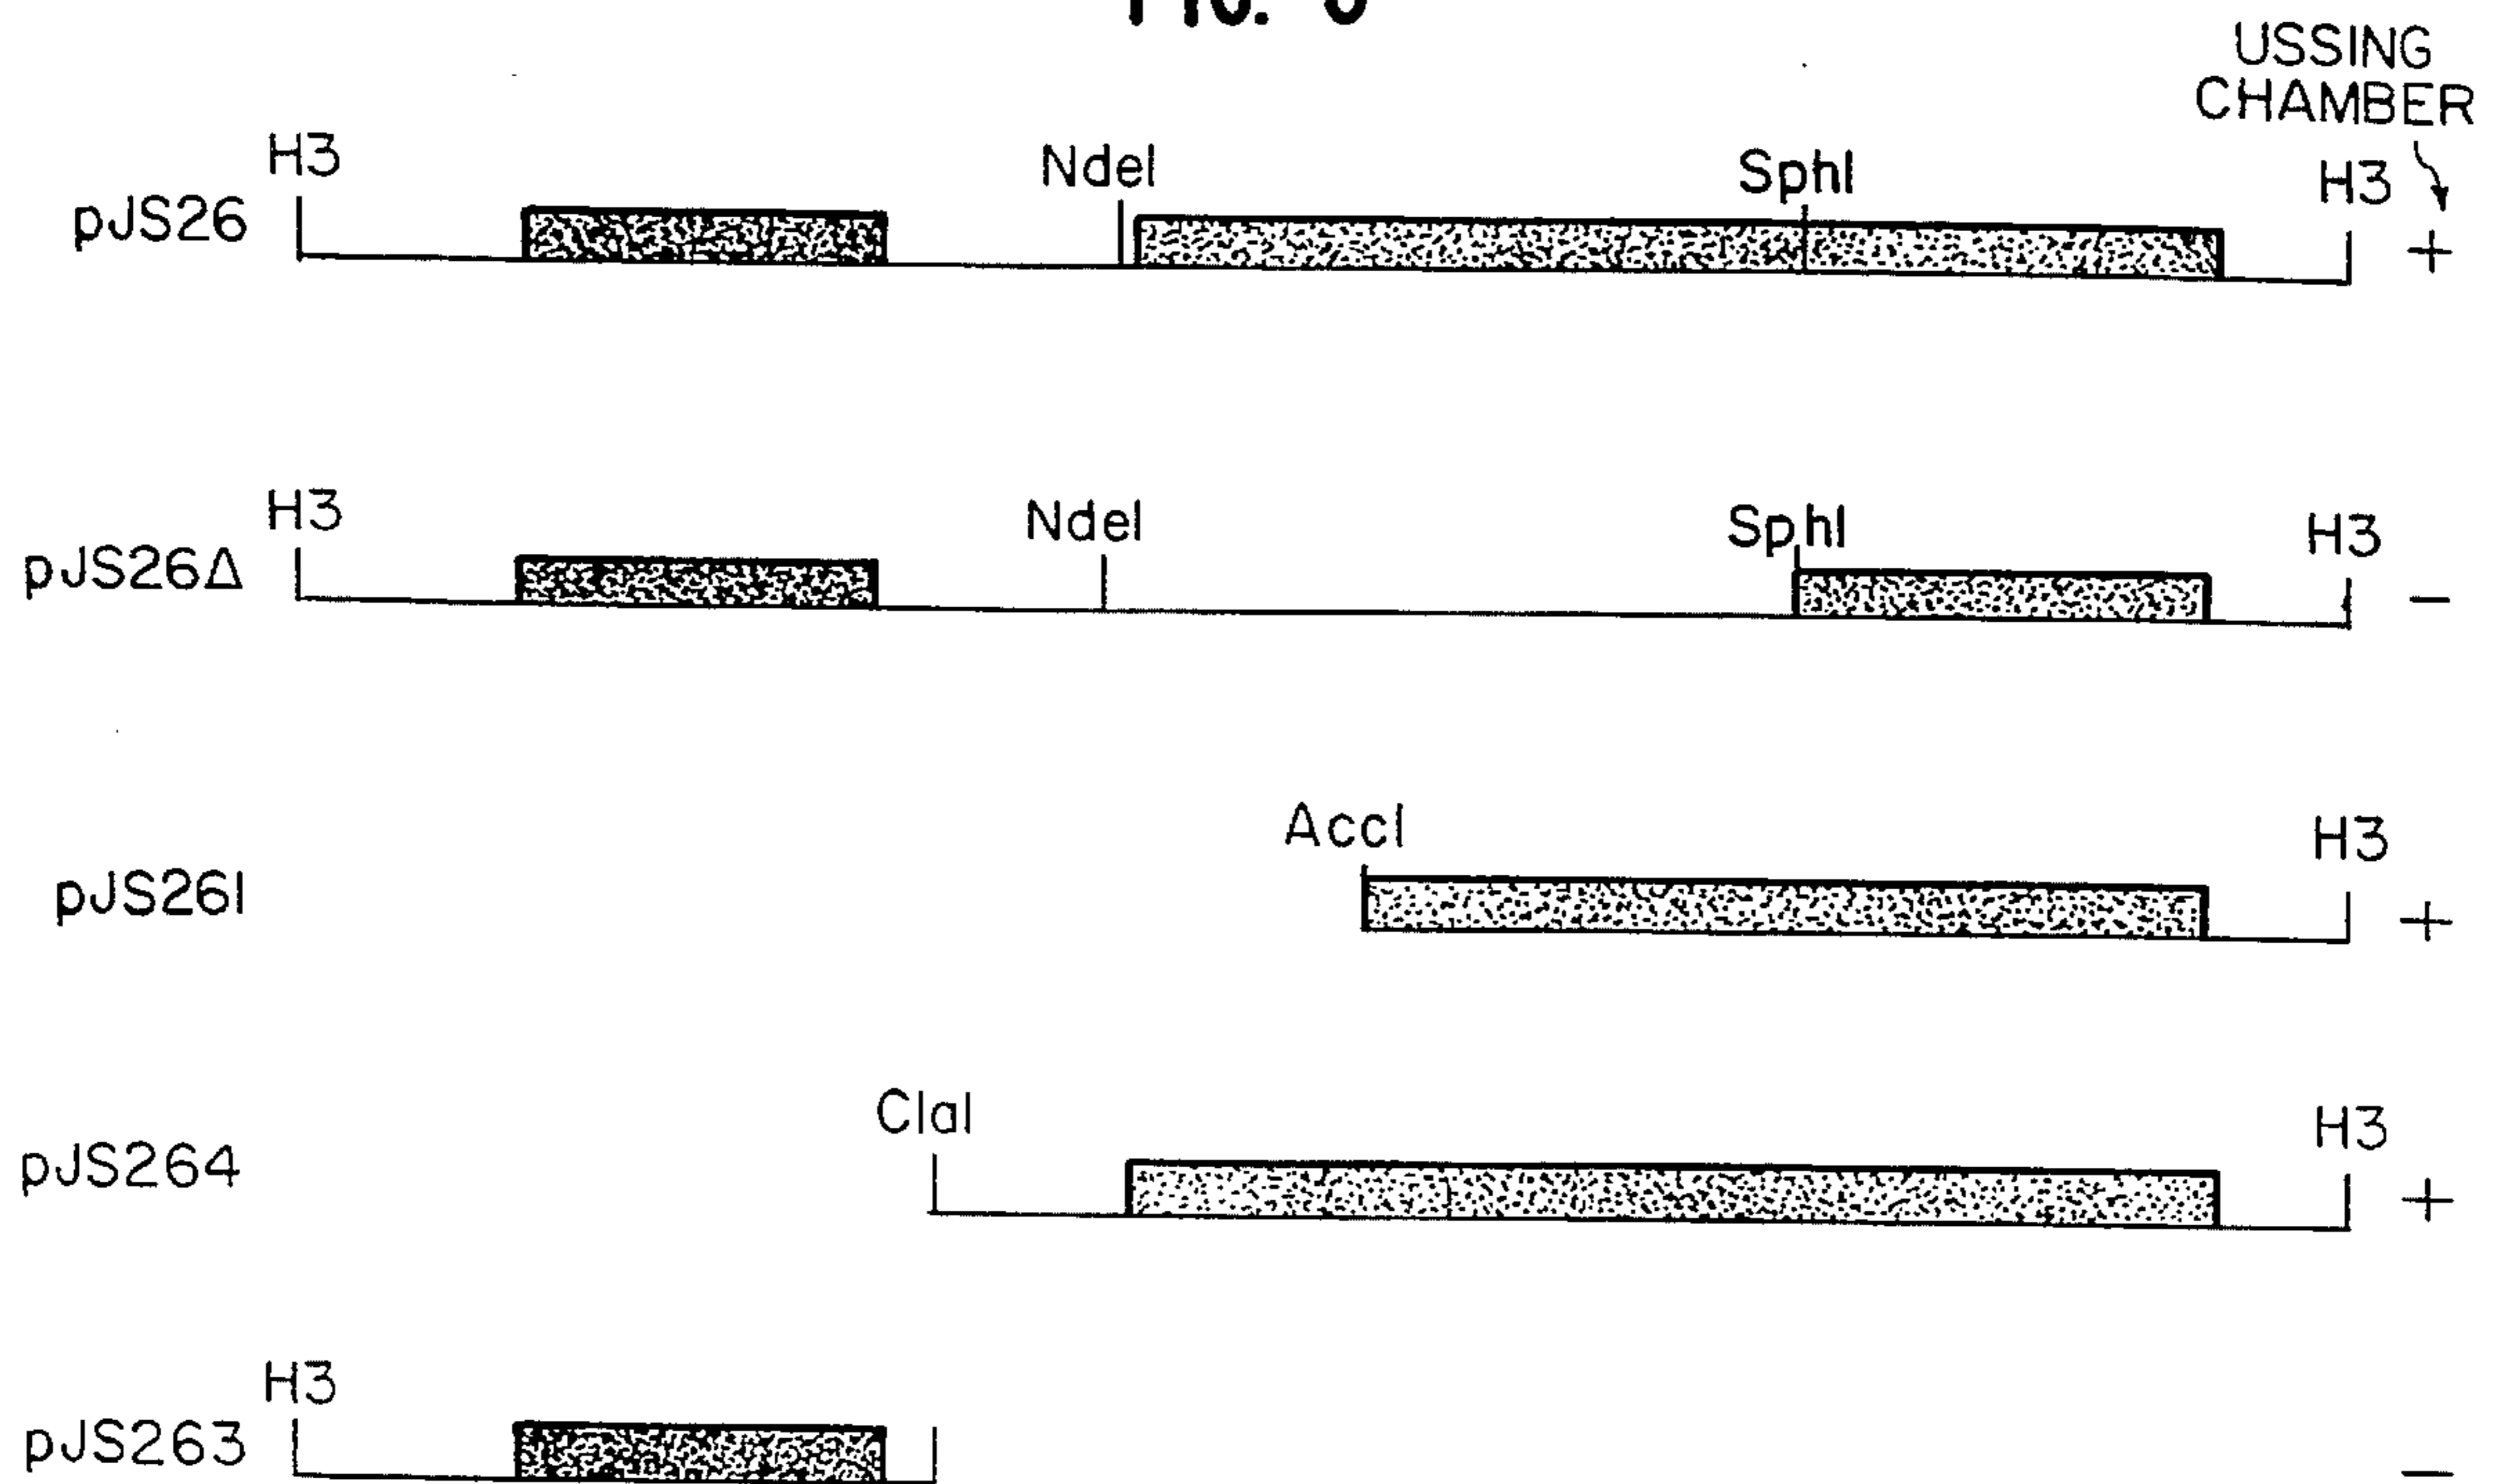 USSING
CHAMBER
H3 NdeI SphI H3
pJS26 +
H3 NdeI SphI H3
pJS26Δ −
AccI H3
pJS261 +
ClaI H3
pJS264 +
H3
pJS263 −